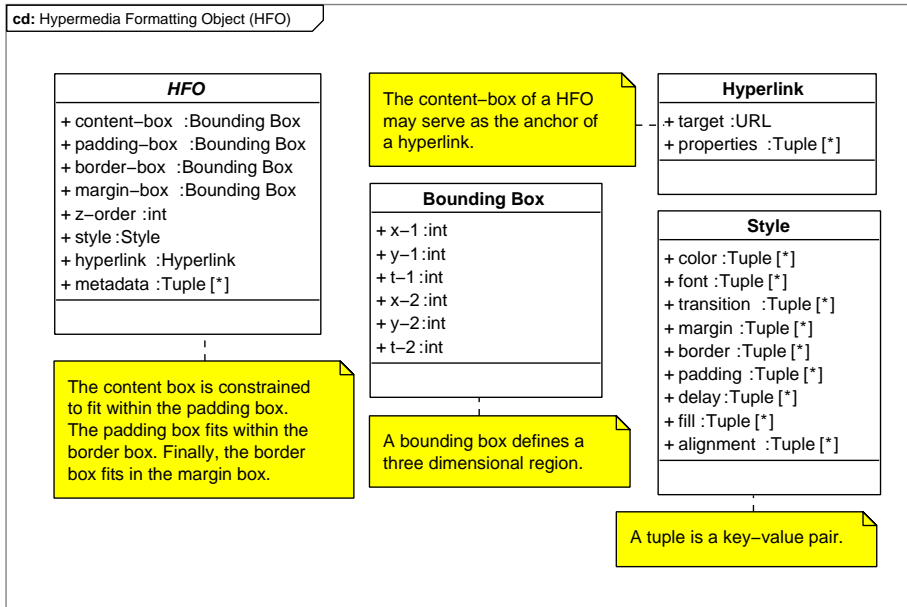 cd: Hypermedia Formatting Object (HFO)
HFO
+ content−box :Bounding Box
+ padding−box :Bounding Box
+ border−box :Bounding Box
+ margin−box :Bounding Box
+ z−order :int
+ style :Style
+ hyperlink :Hyperlink
+ metadata :Tuple [*]
The content box is constrained
to fit within the padding box.
The padding box fits within the
border box. Finally, the border
box fits in the margin box.
The content−box of a HFO
may serve as the anchor of
a hyperlink.
Bounding Box
+ x−1 :int
+ y−1 :int
+ t−1 :int
+ x−2 :int
+ y−2 :int
+ t−2 :int
A bounding box defines a
three dimensional region.
Hyperlink
+ target :URL
+ properties :Tuple [*]
Style
+ color :Tuple [*]
+ font :Tuple [*]
+ transition :Tuple [*]
+ margin :Tuple [*]
+ border :Tuple [*]
+ padding :Tuple [*]
+ delay :Tuple [*]
+ fill :Tuple [*]
+ alignment :Tuple [*]
A tuple is a key−value pair.